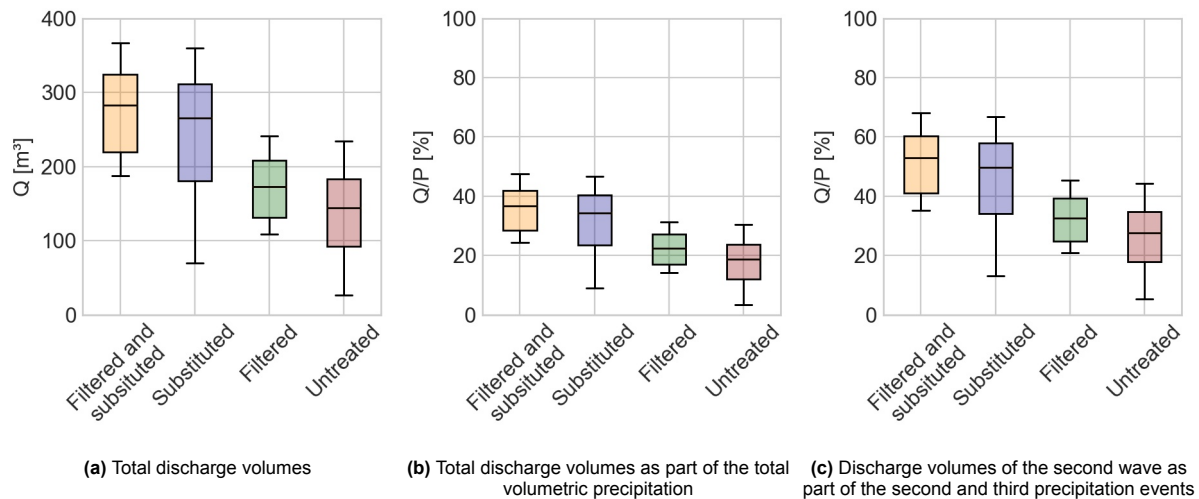 Q [m³]
400
300
200
100
0
Filtered and
subsituted
Substituted
Filtered
Untreated
(a) Total discharge volumes
Q/P [%]
100
80
60
40
20
0
Filtered and
subsituted
Substituted
Filtered
Untreated
(b) Total discharge volumes as part of the total
volumetric precipitation
Q/P [%]
100
80
60
40
20
0
Filtered and
subsituted
Substituted
Filtered
Untreated
(c) Discharge volumes of the second wave as
part of the second and third precipitation events